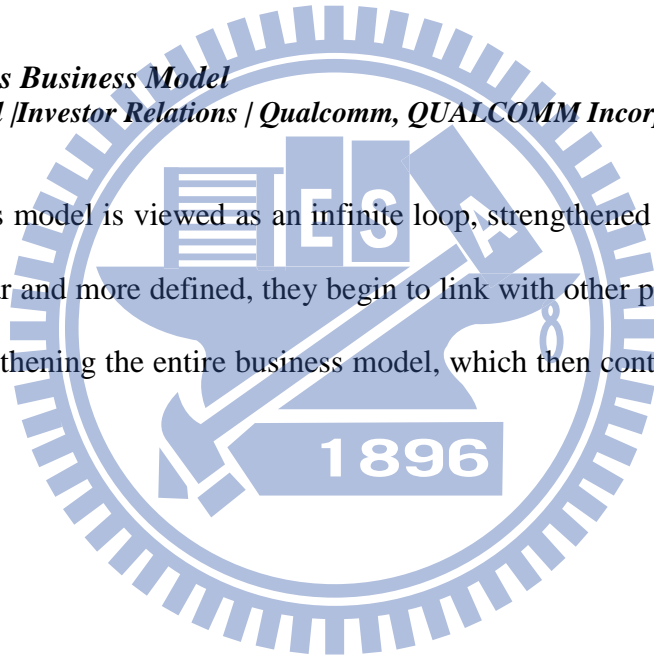 s Business Model
l |Investor Relations | Qualcomm, QUALCOMM Incorp
s model is viewed as an infinite loop, strengthened
r and more defined, they begin to link with other p
thening the entire business model, which then cont
E S A
1896